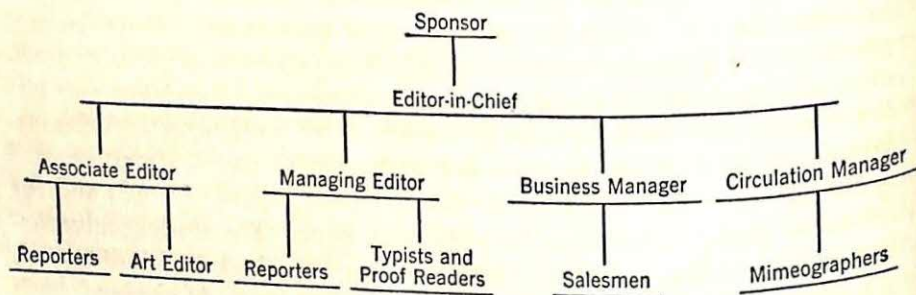 Sponsor
Editor-in-Chief
Associate Editor
Managing Editor
Business Manager
Circulation Manager
Reporters
Art Editor
Reporters
Typists and
Proof Readers
Salesmen
Mimeographers